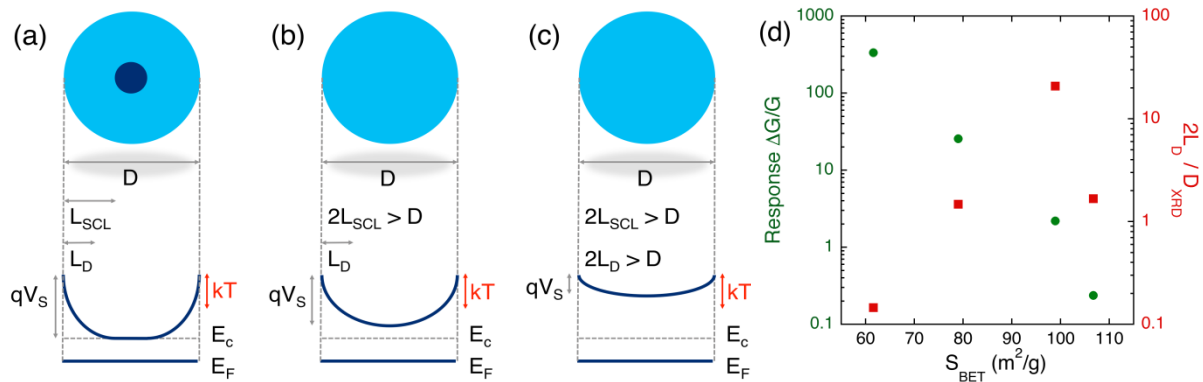 (a)
D
L_SCL
L_D
qV_S
kT
E_c
E_F
(b)
D
2L_SCL > D
L_D
qV_S
kT
E_c
E_F
(c)
D
2L_SCL > D
2L_D > D
qV_S
kT
E_c
E_F
(d)
Response ΔG/G
1000
100
10
1
0.1
60 70 80 90 100 110
S_BET (m²/g)
100
10
1
0.1
2L_D / D_XRD